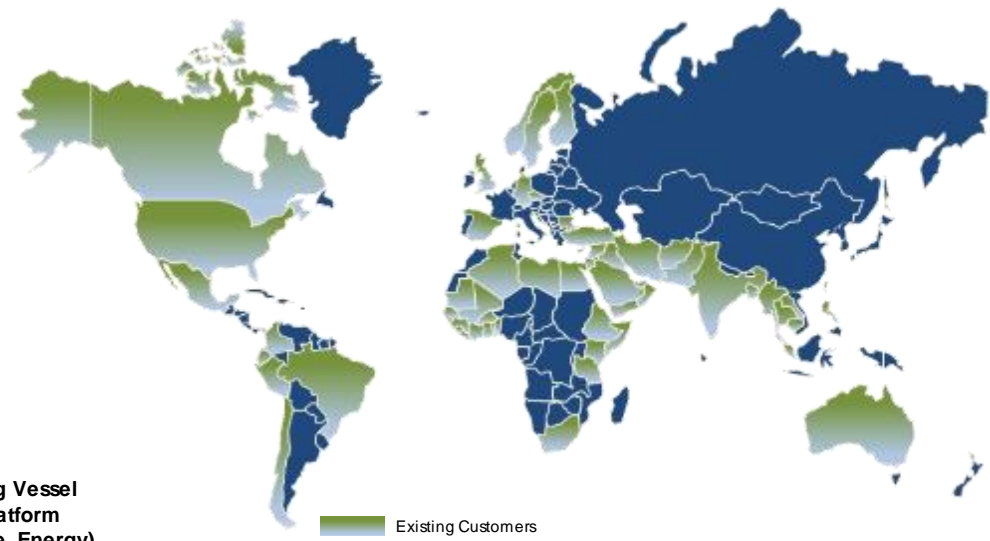 g Vessel
atform
e, Energy)
Existing Customers